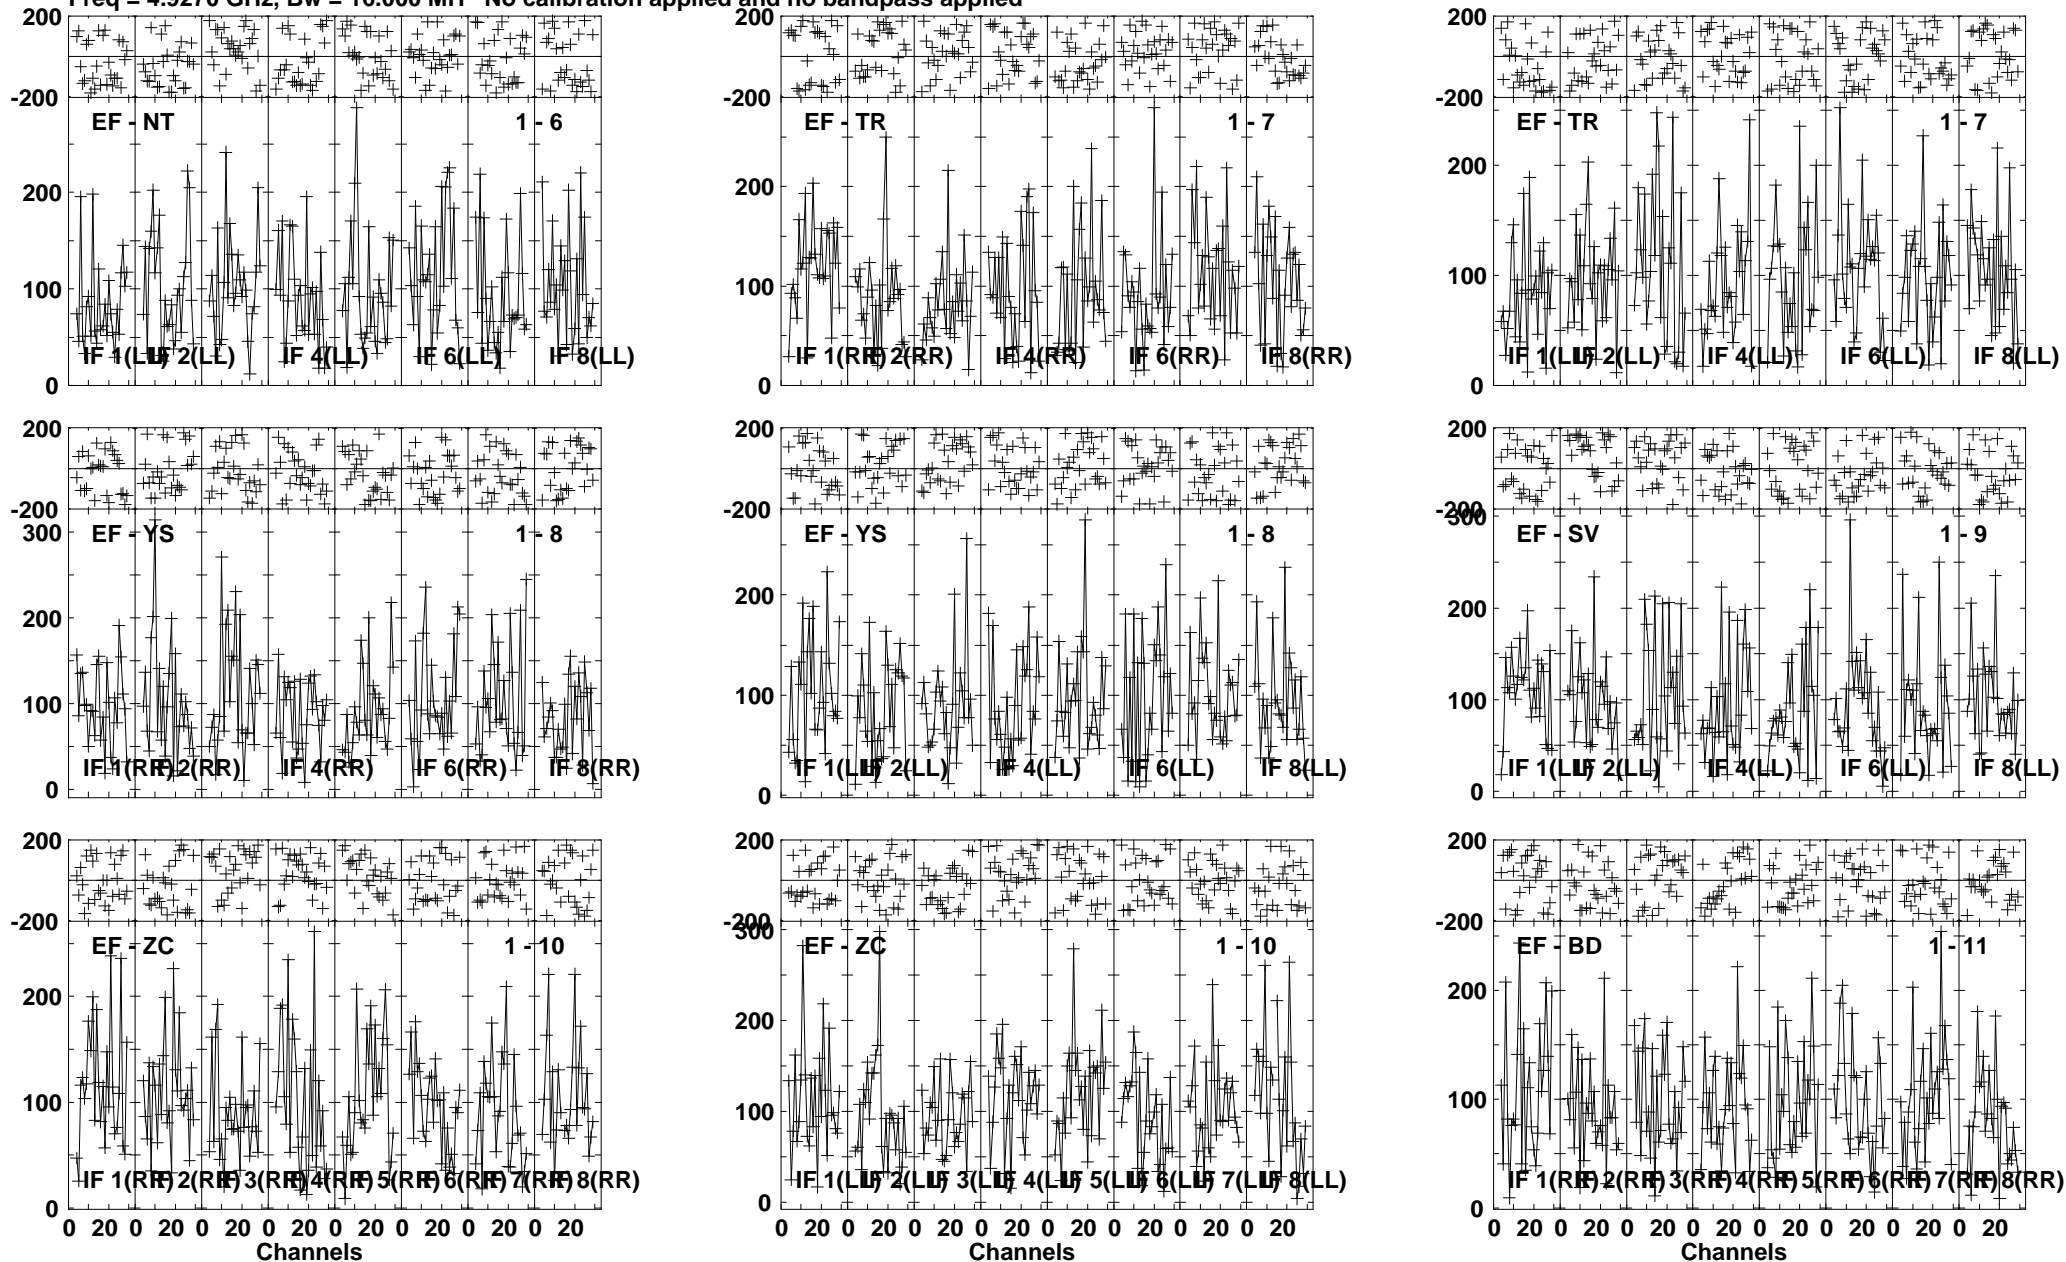 Freq = 4.9270 GHz, Bw = 16.000 MH No calibration applied and no bandpass applied
200 200 200
-200 -200 -200
EF - NT 1 - 6 EF - TR 1 - 7 EF - TR 1 - 7
200 200 200
100 100 100
IF 1(LL) IF 2(LL) IF 4(LL) IF 6(LL) IF 8(LL) IF 1(RR) IF 2(RR) IF 4(RR) IF 6(RR) IF 8(RR) IF 1(LL) IF 2(LL) IF 4(LL) IF 6(LL) IF 8(LL)
0 0 0
200 200 200
-200 -200 -200
300 300
EF - YS 1 - 8 EF - YS 1 - 8 EF - SV 1 - 9
200 200 200
100 100 100
IF 1(RR) IF 2(RR) IF 4(RR) IF 6(RR) IF 8(RR) IF 1(LL) IF 2(LL) IF 4(LL) IF 6(LL) IF 8(LL) IF 1(LL) IF 2(LL) IF 4(LL) IF 6(LL) IF 8(LL)
0 0 0
200 200 200
-200 -200 -200
300
EF - ZC 1 - 10 EF - ZC 1 - 10 EF - BD 1 - 11
200 200 200
100 100 100
IF 1(RR) IF 2(RR) IF 3(RR) IF 4(RR) IF 5(RR) IF 6(RR) IF 7(RR) IF 8(RR) IF 1(LL) IF 2(LL) IF 3(LL) IF 4(LL) IF 5(LL) IF 6(LL) IF 7(LL) IF 8(LL) IF 1(RR) IF 2(RR) IF 3(RR) IF 4(RR) IF 5(RR) IF 6(RR) IF 7(RR) IF 8(RR)
0 0 0
0 20 0 20 0 20 0 20 0 20 0 20 0 20 0 20 0 20 0 20 0 20 0 20 0 20 0 20 0 20 0 20 0 20 0 20 0 20 0 20 0 20 0 20 0 20 0 20
Channels Channels